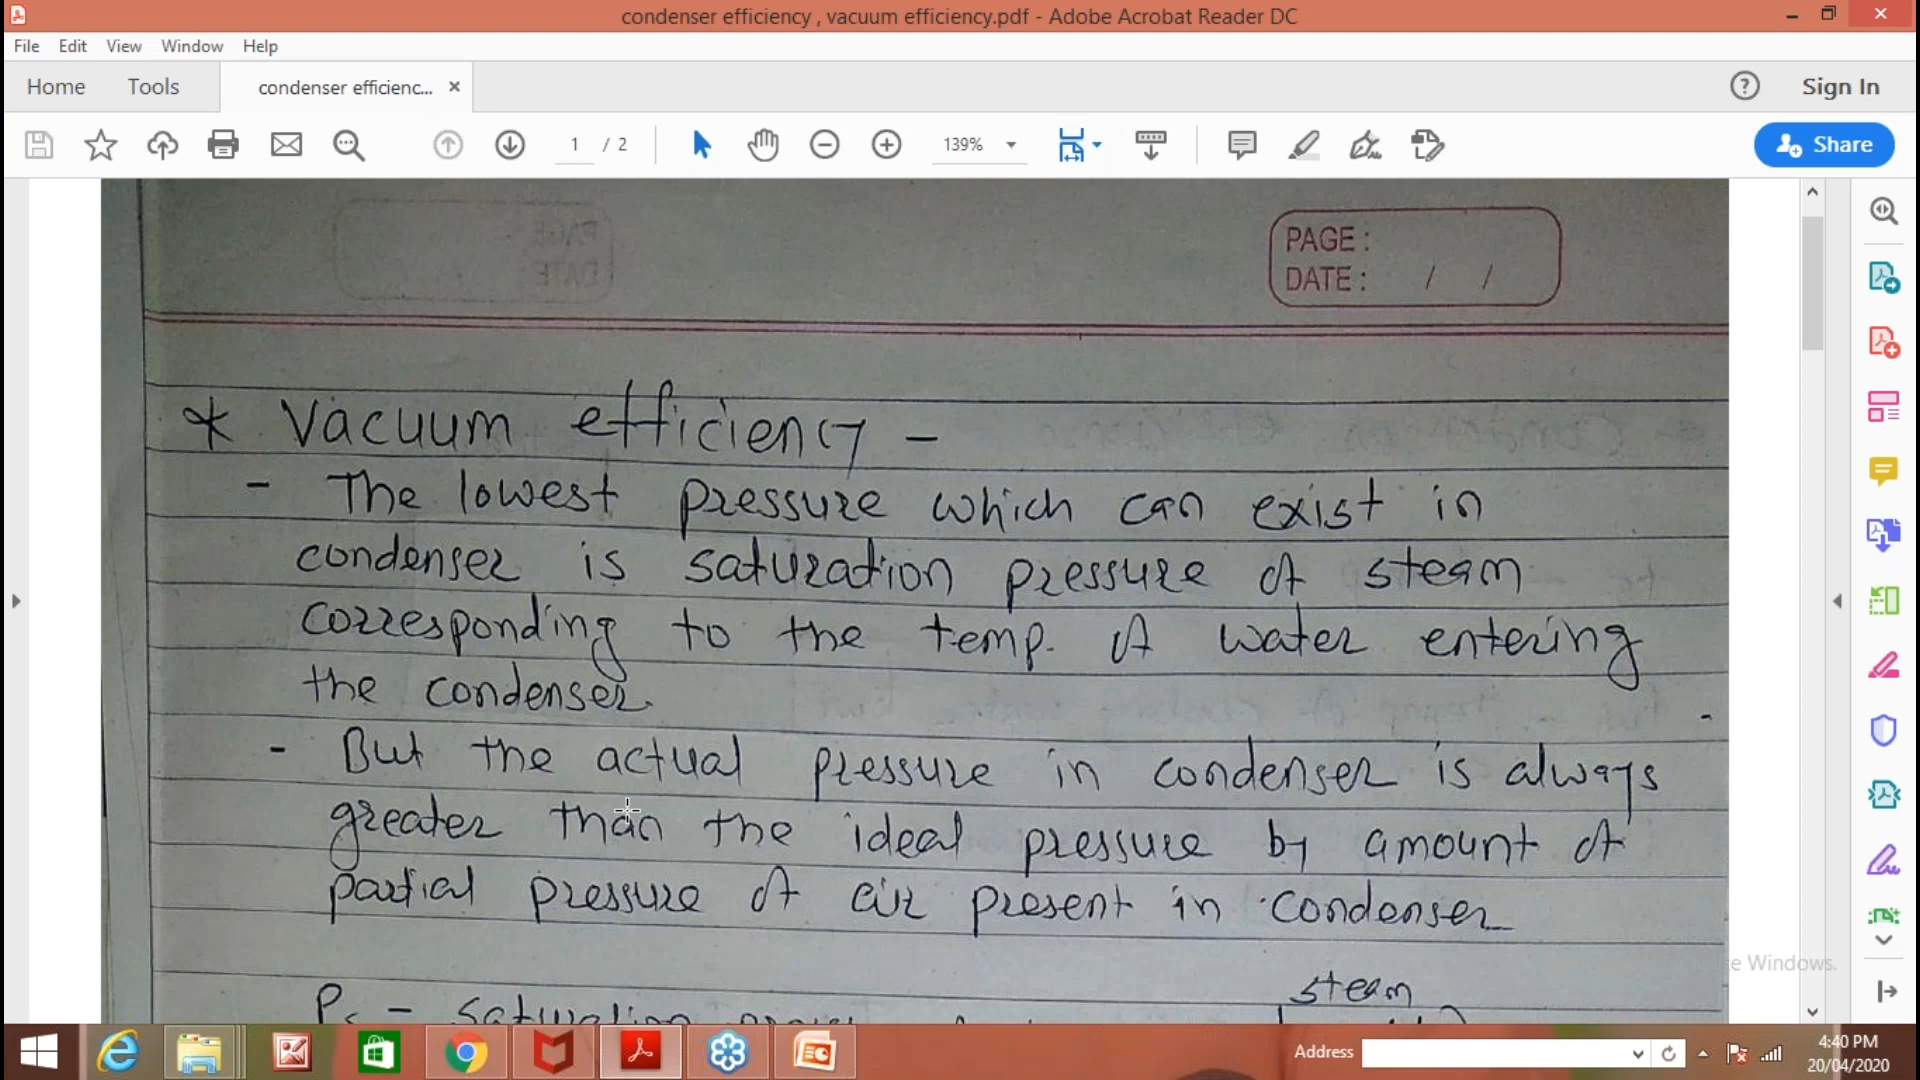 condenser efficiency , vacuum efficiency.pdf - Adobe Acrobat Reader DC
File Edit View Window Help
Home Tools condenser efficienc... Sign In
1 / 2 139% Share
PAGE :
DATE : / /
* Vacuum efficiency -
- The lowest pressure which can exist in
condenser is saturation pressure of steam
corresponding to the temp. of water entering
the condenser.
- But the actual pressure in condenser is always
greater than the ideal pressure by amount of
partial pressure of air present in condenser
steam
Ps - saturation
e Windows.
Address
4:40 PM
20/04/2020